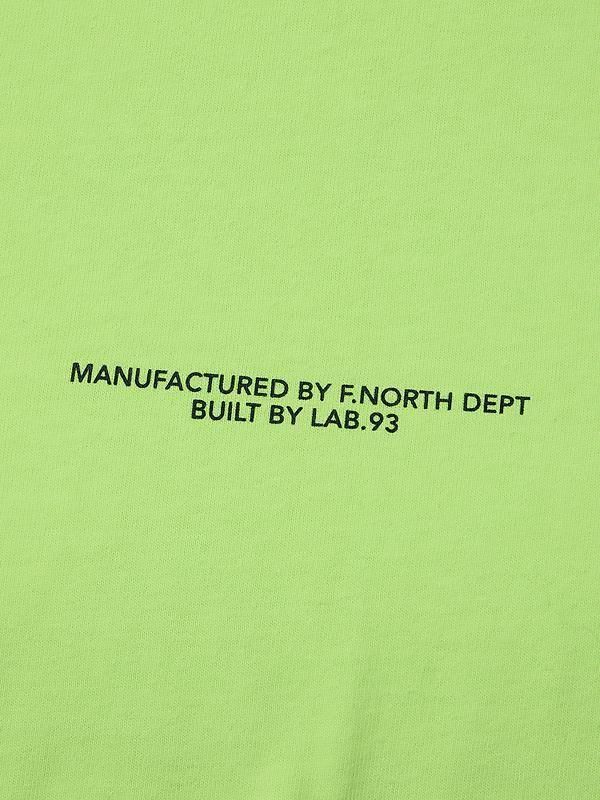 MANUFACTURED BY F.NORTH DEPT
BUILT BY LAB.93